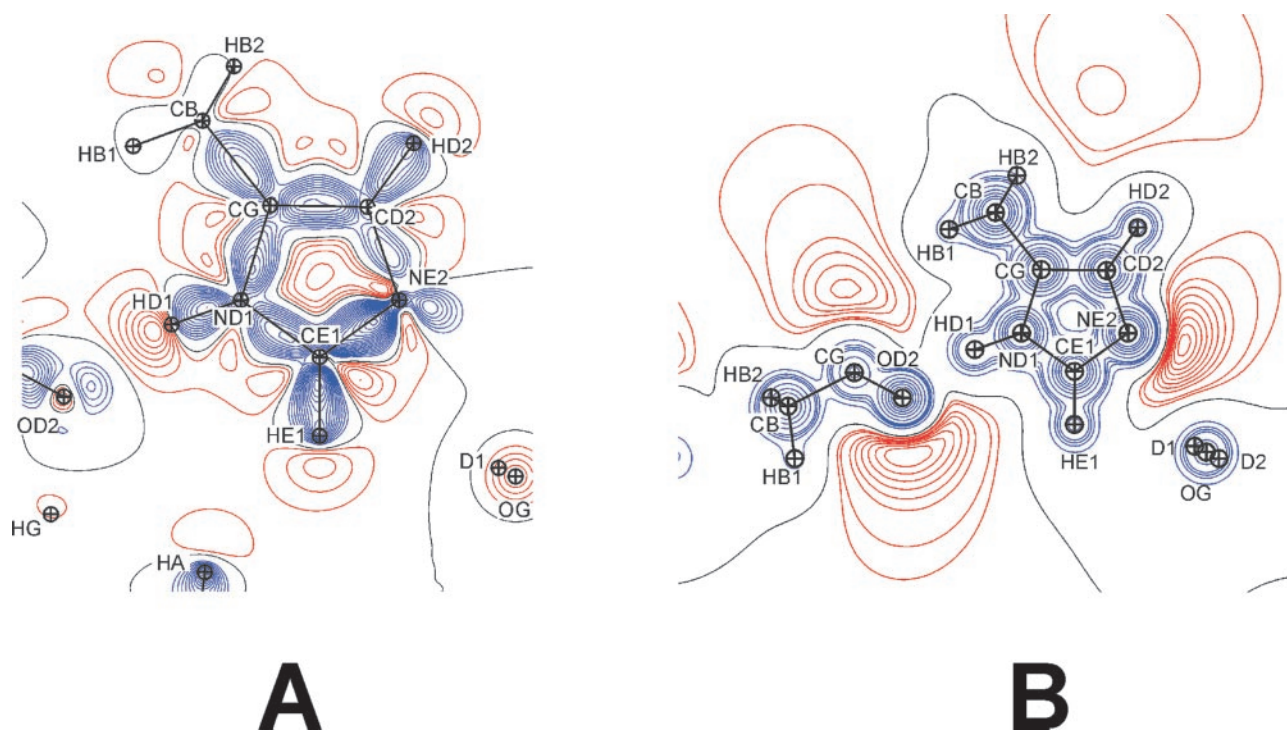 HB2
CB
HB1
HD2
CG
CD2
HD1
ND1
NE2
CE1
OD2
HE1
D1
OG
HG
HA
A
HB2
CB
HB1
HD2
CG
CD2
HD1
ND1
CE1
NE2
CG
OD2
HB2
CB
HB1
HE1
D1
D2
OG
B